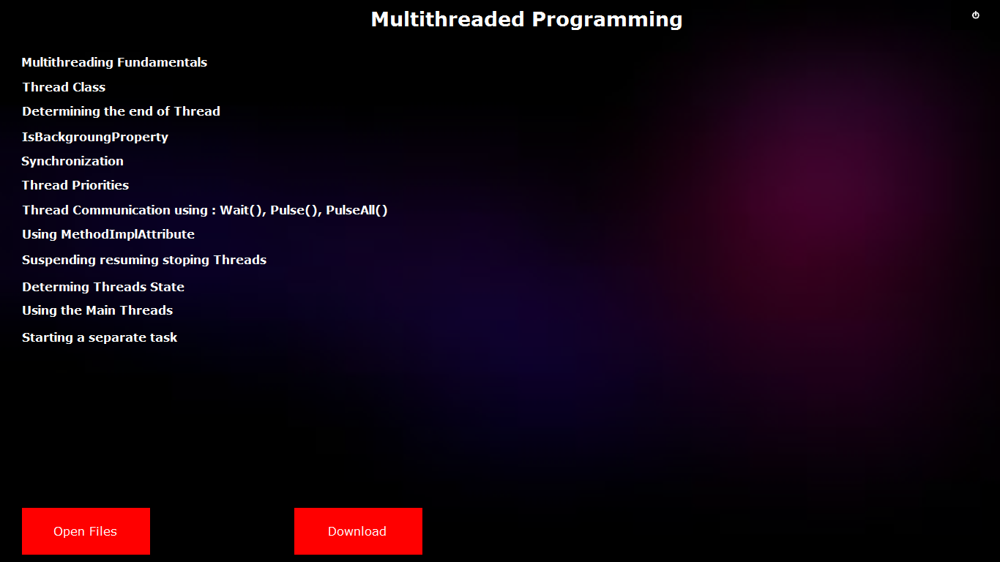 Multithreaded Programming
Multithreading Fundamentals
Thread Class
Determining the end of Thread
IsBackgroungProperty
Synchronization
Thread Priorities
Thread Communication using : Wait(), Pulse(), PulseAll()
Using MethodImplAttribute
Suspending resuming stoping Threads
Determing Threads State
Using the Main Threads
Starting a separate task
Open Files
Download